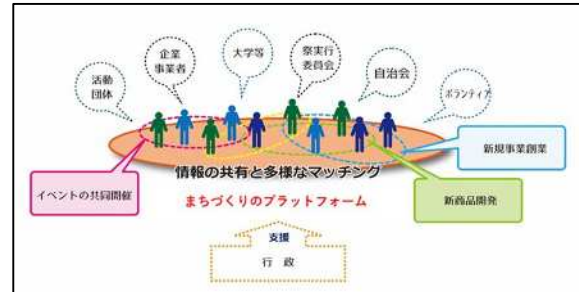 活動
団体
企業
事業者
大学等
祭実行
委員会
自治会
ボランティア
情報の共有と多様なマッチング
まちづくりのプラットフォーム
イベントの共同開催
新規事業創業
新商品開発
支援
行 政